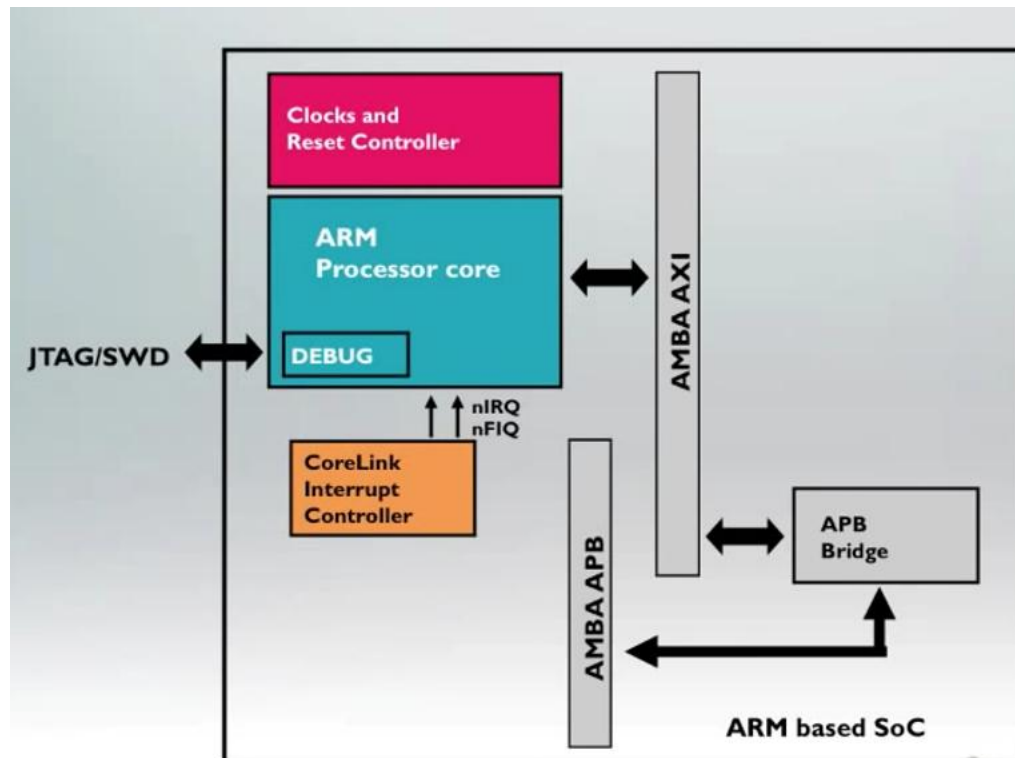 Clocks and
Reset Controller
ARM
Processor core
DEBUG
JTAG/SWD
nIRQ
nFIQ
CoreLink
Interrupt
Controller
AMBA AXI
AMBA APB
APB
Bridge
ARM based SoC